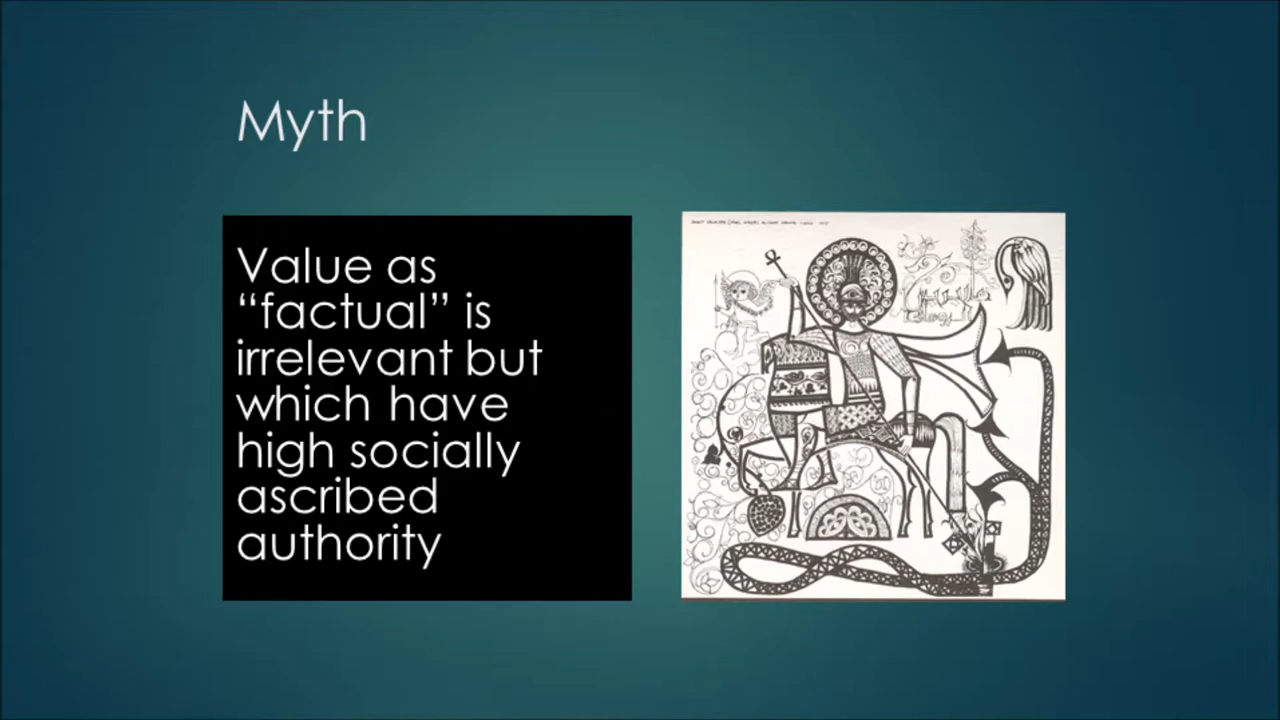 Myth
Value as
“factual” is
irrelevant but
which have
high socially
ascribed
authority